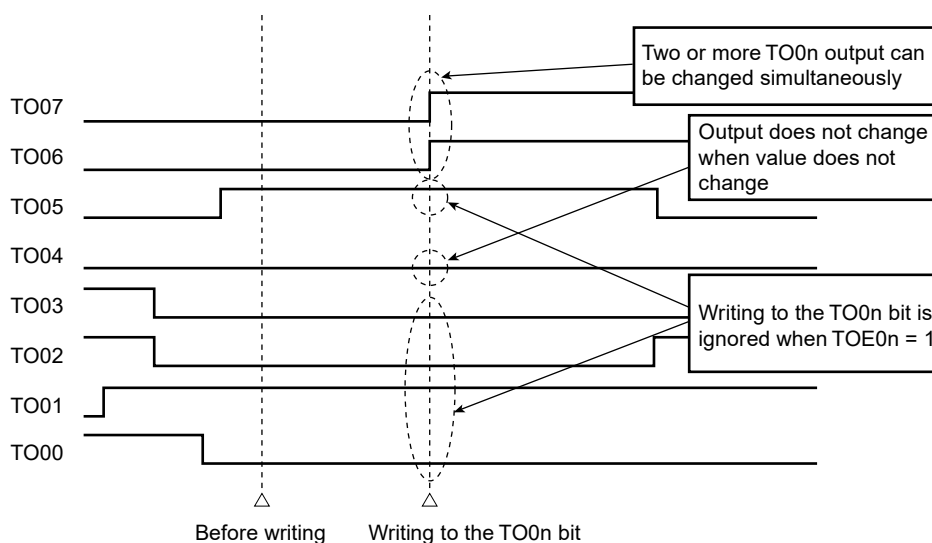 Two or more TO0n output can
be changed simultaneously
TO07
Output does not change
when value does not
change
TO06
TO05
TO04
TO03
Writing to the TO0n bit is
ignored when TOE0n = 1
TO02
TO01
TO00
Before writing
Writing to the TO0n bit